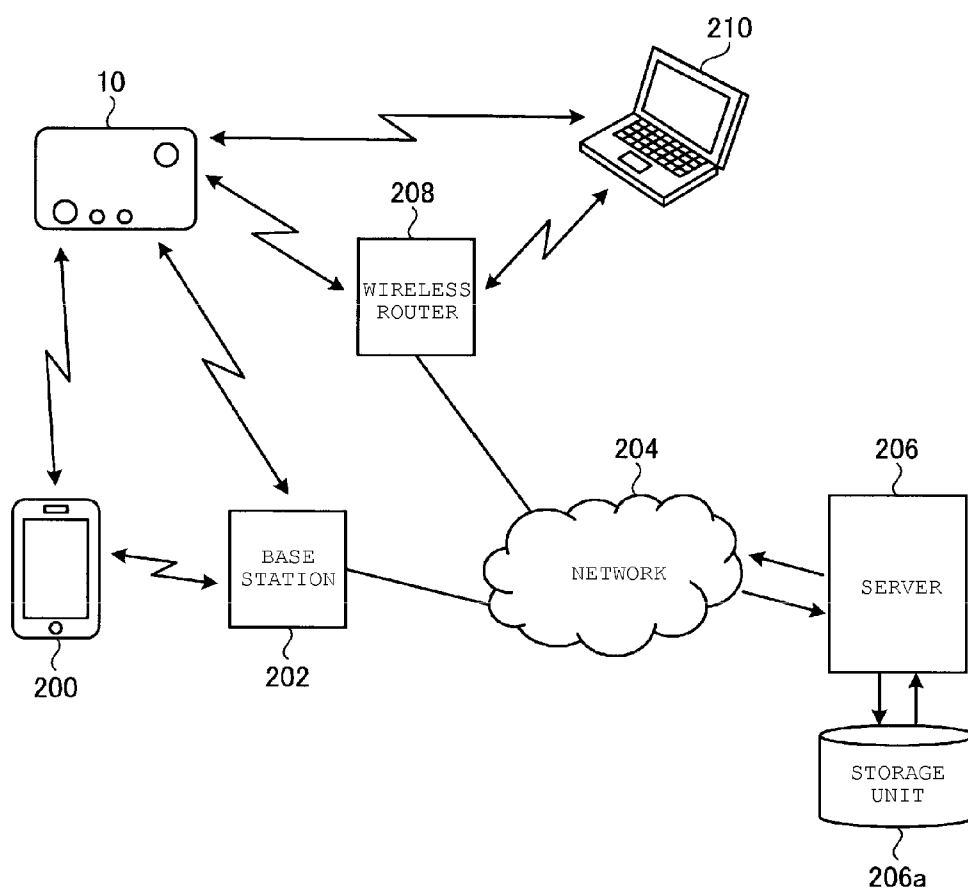 210
10
208
WIRELESS
ROUTER
204
206
BASE
STATION
NETWORK
SERVER
200
202
STORAGE
UNIT
206a